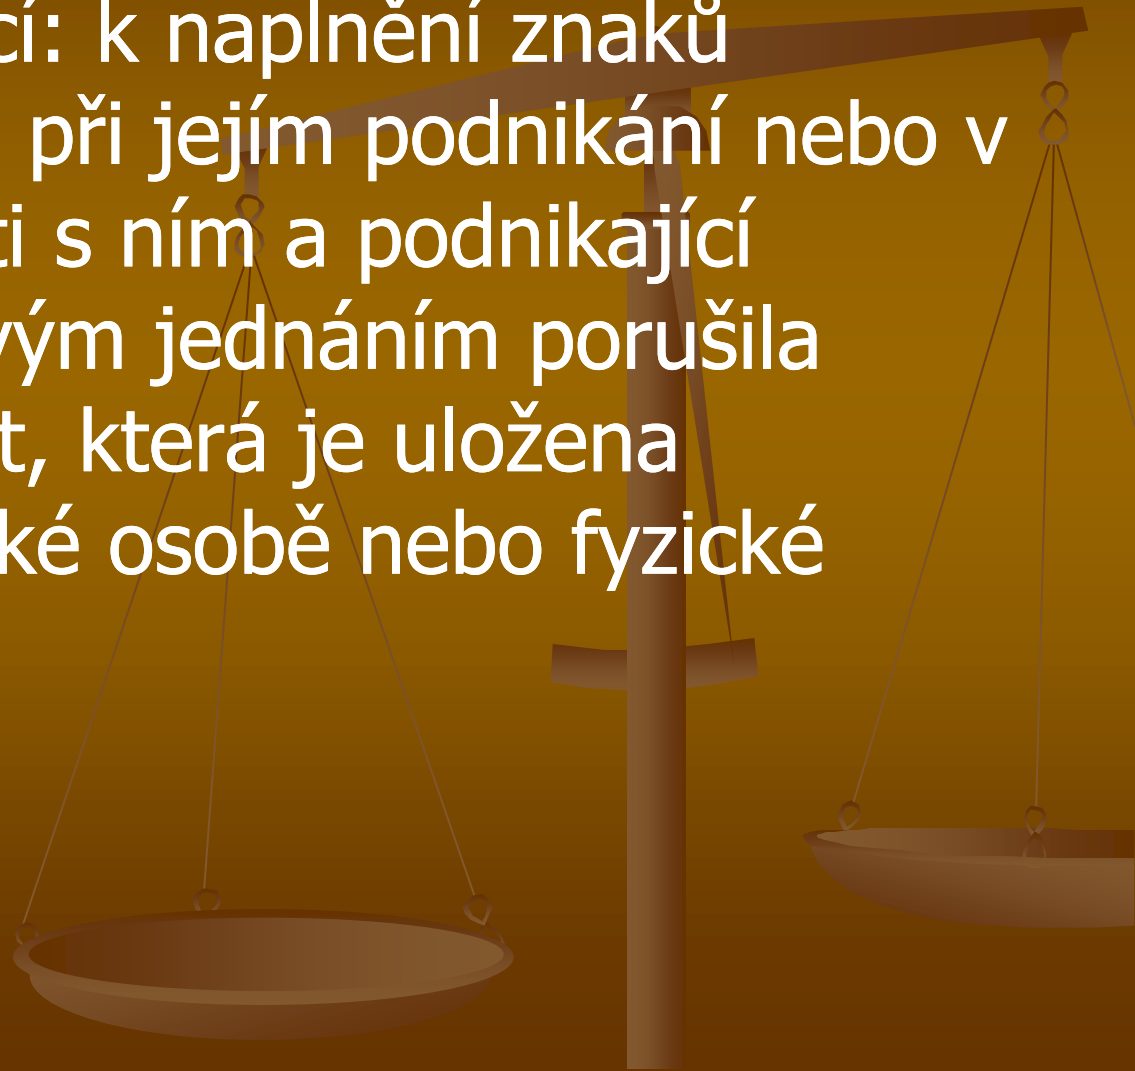 cí: k naplnění znaků
při jejím podnikání nebo v
ti s ním a podnikající
vým jednáním porušila
t, která je uložena
ké osobě nebo fyzické